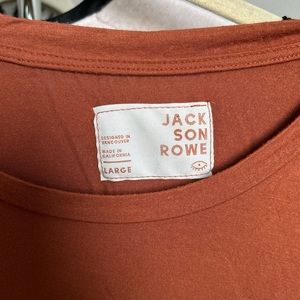 JACK
SON
ROWE
DESIGNED IN
VANCOUVER
MADE IN
CALIFORNIA
LARGE